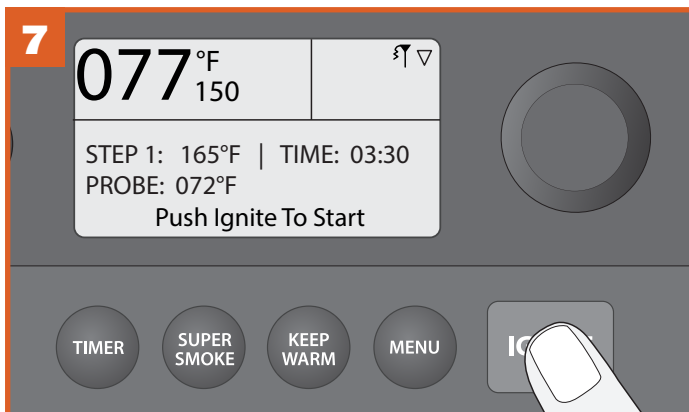 7
077°F
150
STEP 1: 165°F | TIME: 03:30
PROBE: 072°F
Push Ignite To Start
TIMER
SUPER
SMOKE
KEEP
WARM
MENU